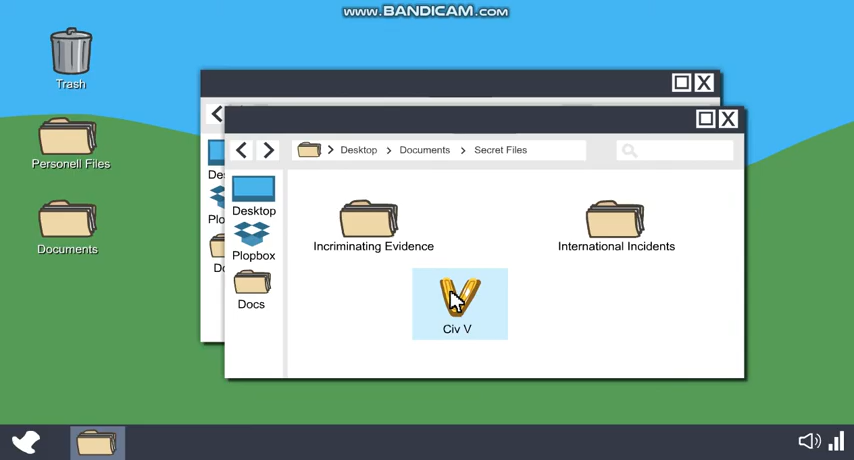 www.BANDICAM.com
Trash
Personell Files
Documents
Desktop > Documents > Secret Files
Desktop
Plopbox
Docs
Incriminating Evidence
International Incidents
Civ V